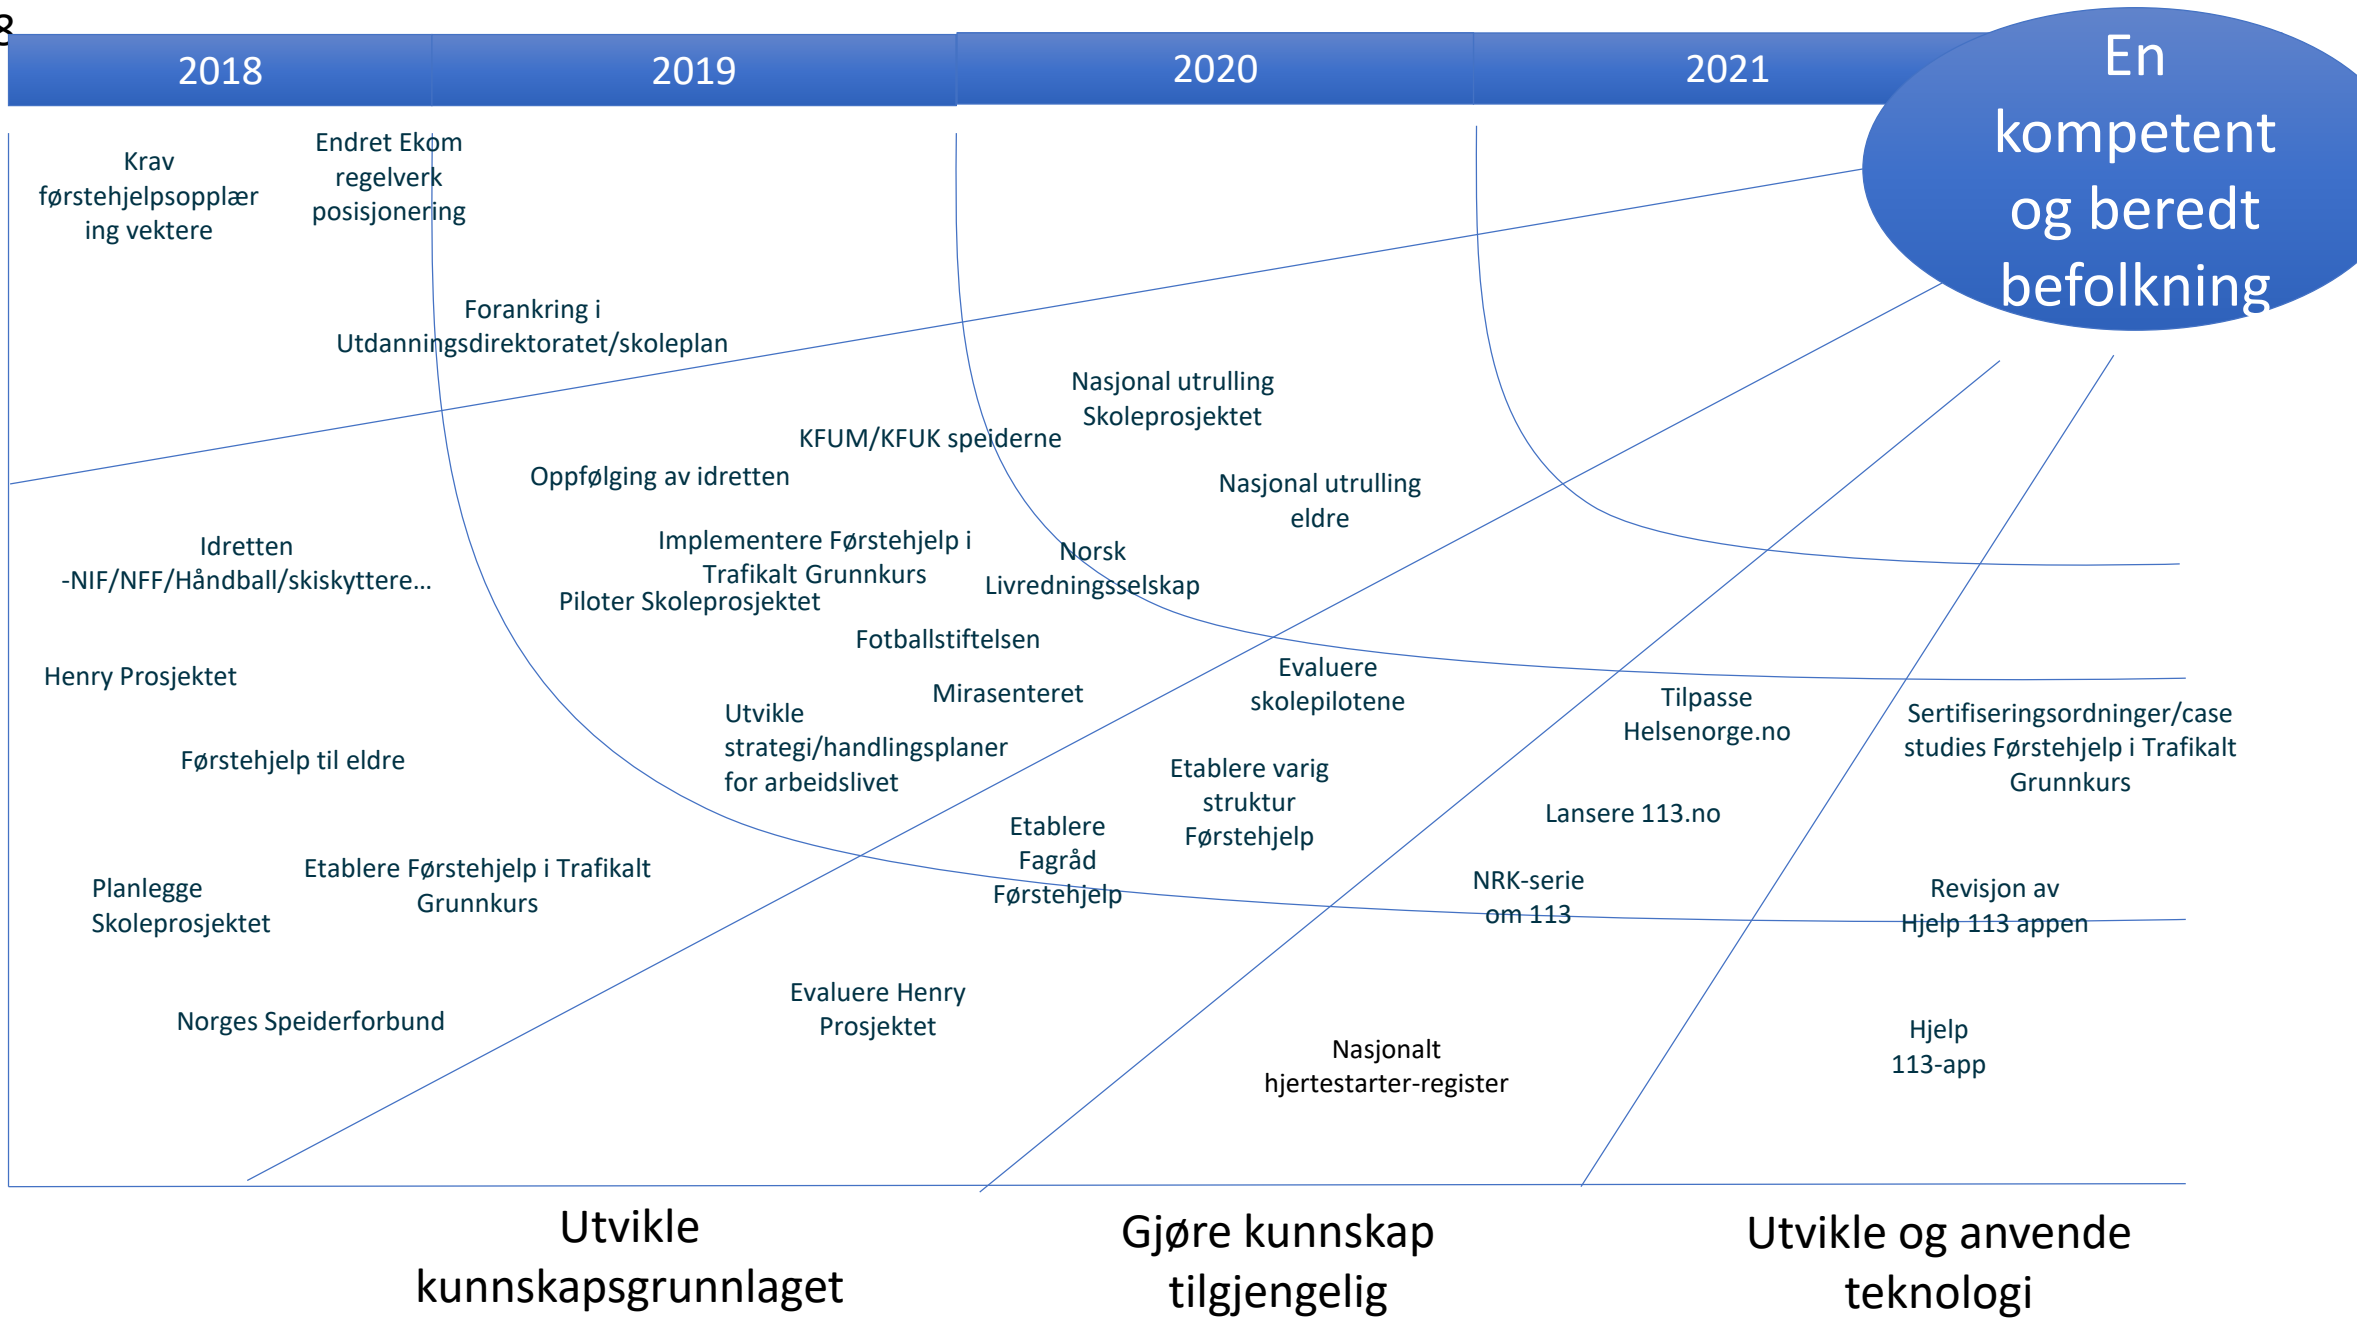 8
2018
2019
2020
2021
En
kompetent
og beredt
befolkning
Krav
førstehjelpsopplær
ing vektere
Endret Ekom
regelverk
posisjonering
Forankring i
Utdanningsdirektoratet/skoleplan
Nasjonal utrulling
Skoleprosjektet
KFUM/KFUK speiderne
Oppfølging av idretten
Nasjonal utrulling
eldre
Idretten
-NIF/NFF/Håndball/skiskyttere...
Implementere Førstehjelp i
Trafikalt Grunnkurs
Norsk
Livredningsselskap
Piloter Skoleprosjektet
Fotballstiftelsen
Henry Prosjektet
Mirasenteret
Evaluere
skolepilotene
Utvikle
strategi/handlingsplaner
for arbeidslivet
Tilpasse
Helsenorge.no
Sertifiseringsordninger/case
studies Førstehjelp i Trafikalt
Grunnkurs
Førstehjelp til eldre
Etablere varig
struktur
Førstehjelp
Lansere 113.no
Etablere
Fagråd
Førstehjelp
Etablere Førstehjelp i Trafikalt
Grunnkurs
Planlegge
Skoleprosjektet
NRK-serie
om 113
Revisjon av
Hjelp 113 appen
Norges Speiderforbund
Evaluere Henry
Prosjektet
Nasjonalt
hjertestarter-register
Hjelp
113-app
Utvikle
kunnskapsgrunnlaget
Gjøre kunnskap
tilgjengelig
Utvikle og anvende
teknologi